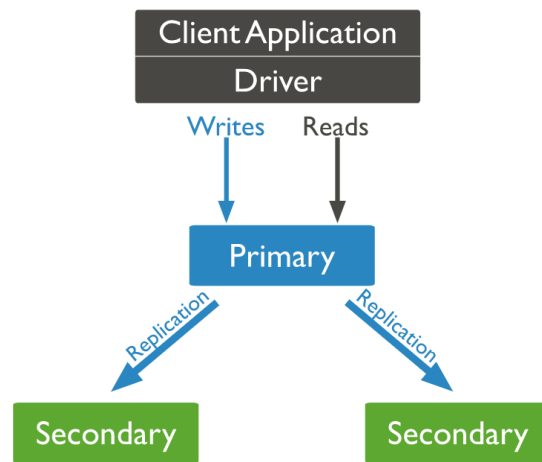 Client Application
Driver
Writes Reads
Primary
Replication Replication
Secondary Secondary